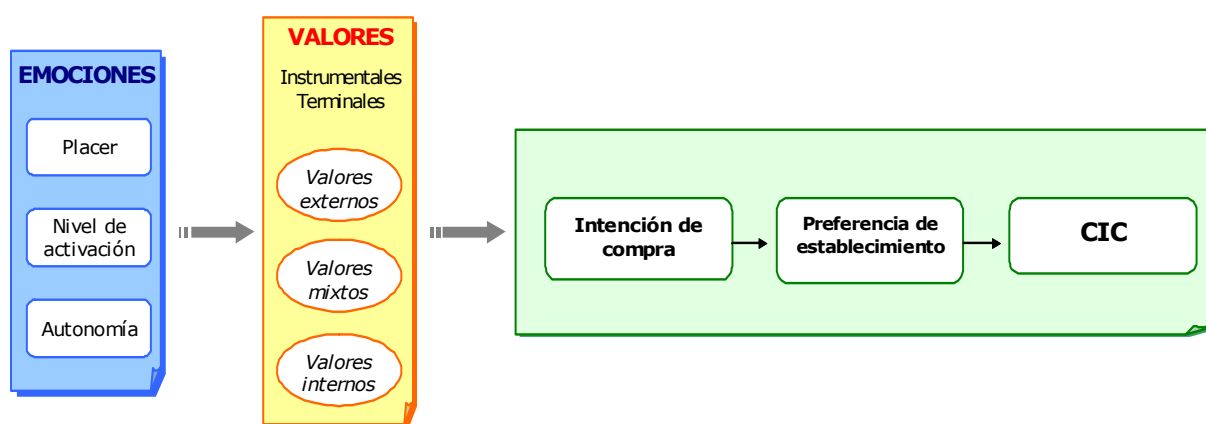 EMOCIONES
Placer
Nivel de
activación
Autonomía
VALORES
Instrumentales
Terminales
Valores
externos
Valores
mixtos
Valores
internos
Intención de
compra
Preferencia de
establecimiento
CIC